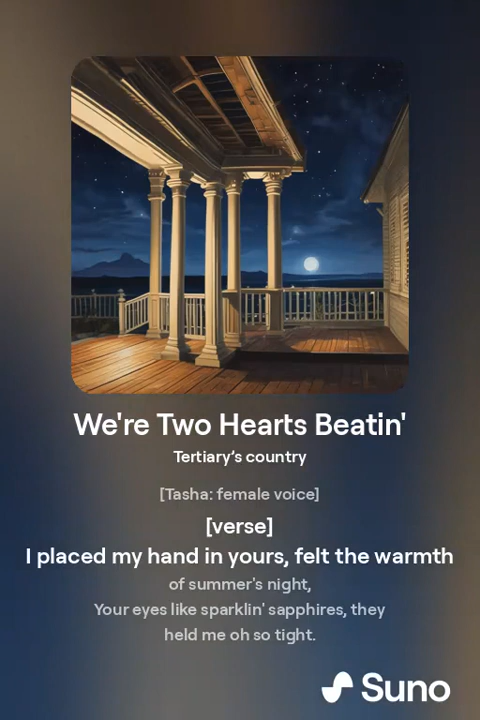 We're Two Hearts Beatin'
Tertiary's country
[Tasha: female voice]
[verse]
I placed my hand in yours, felt the warmth
of summer's night,
Your eyes like sparklin' sapphires, they
held me oh so tight.
Suno